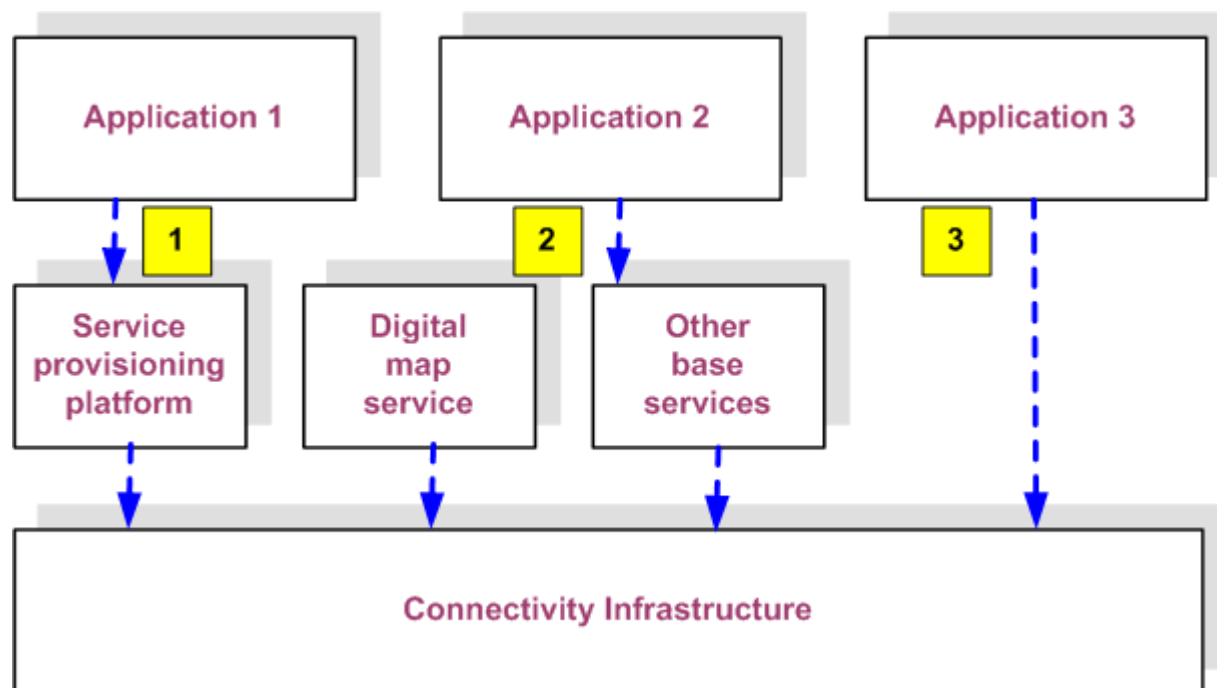 Application 1
Application 2
Application 3
1
2
3
Service
provisioning
platform
Digital
map
service
Other
base
services
Connectivity Infrastructure